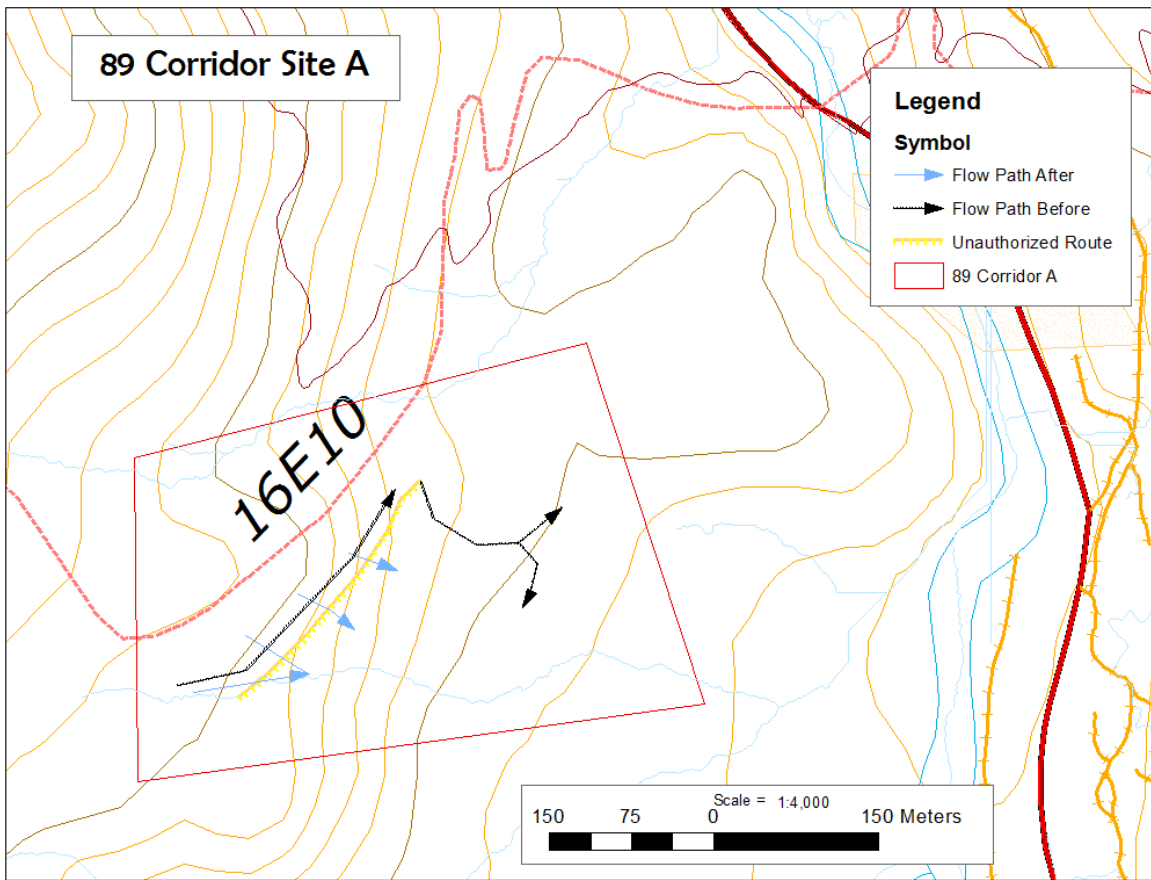 89 Corridor Site A
Legend
Symbol
Flow Path After
Flow Path Before
Unauthorized Route
89 Corridor A
16E10
Scale = 1:4,000
150 75 0 150 Meters